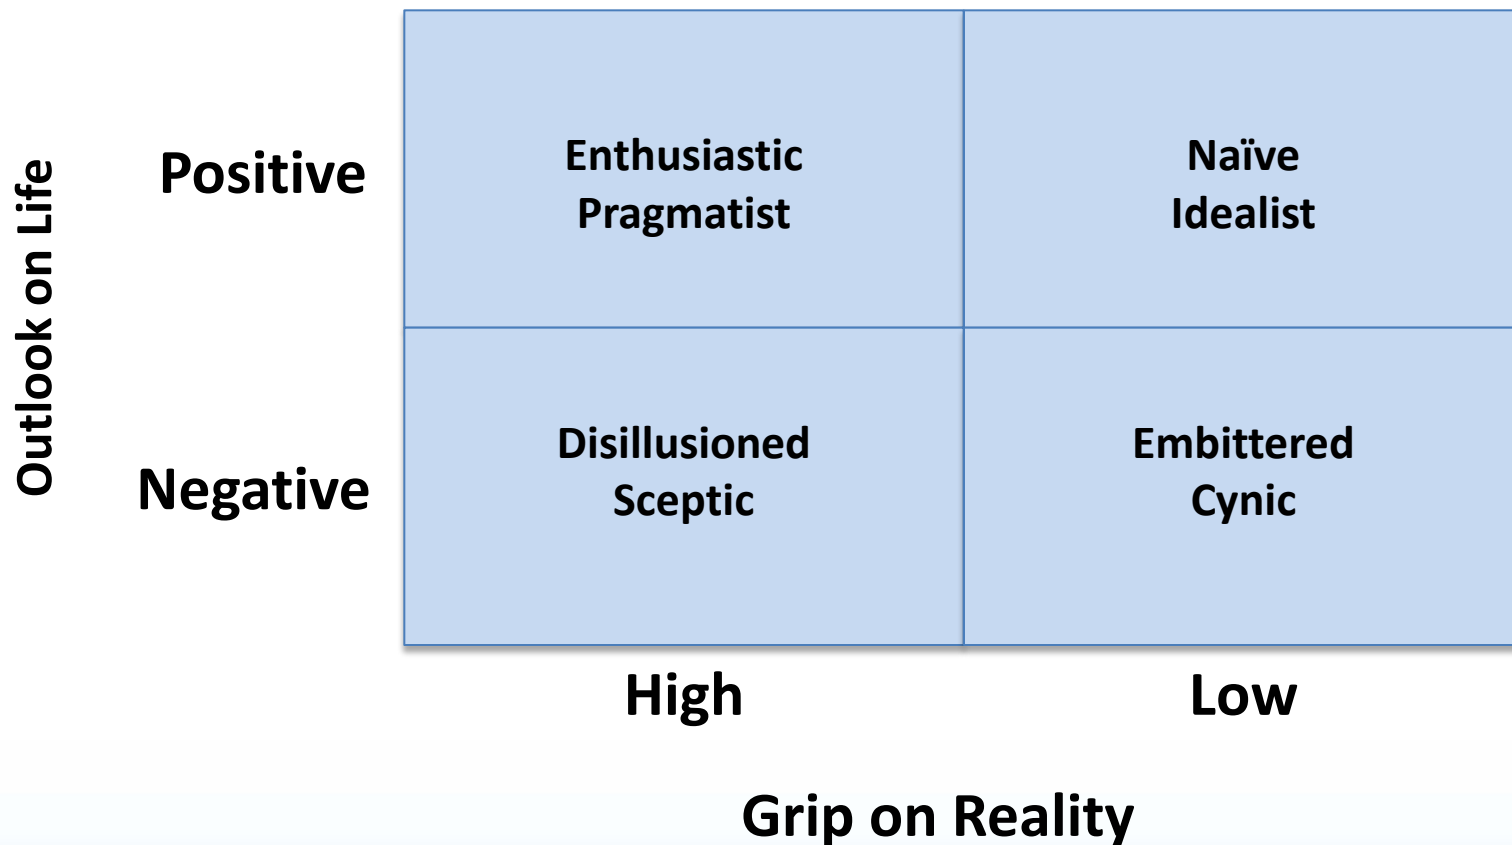 Outlook on Life
Positive
Enthusiastic
Pragmatist
Naïve
Idealist
Negative
Disillusioned
Sceptic
Embittered
Cynic
High
Low
Grip on Reality